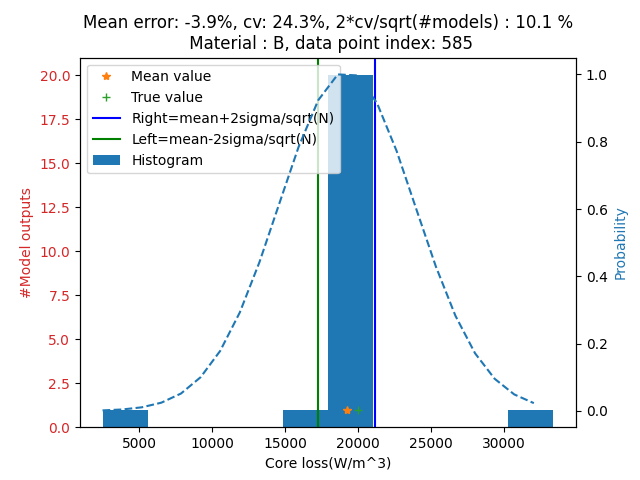 Mean error: -3.9%, cv: 24.3%, 2*cv/sqrt(#models) : 10.1 %
Material : B, data point index: 585
Mean value
True value
Right=mean+2sigma/sqrt(N)
Left=mean-2sigma/sqrt(N)
Histogram
#Model outputs
20.0
17.5
15.0
12.5
10.0
7.5
5.0
2.5
0.0
1.0
0.8
0.6
0.4
0.2
0.0
Probability
5000 10000 15000 20000 25000 30000
Core loss(W/m^3)